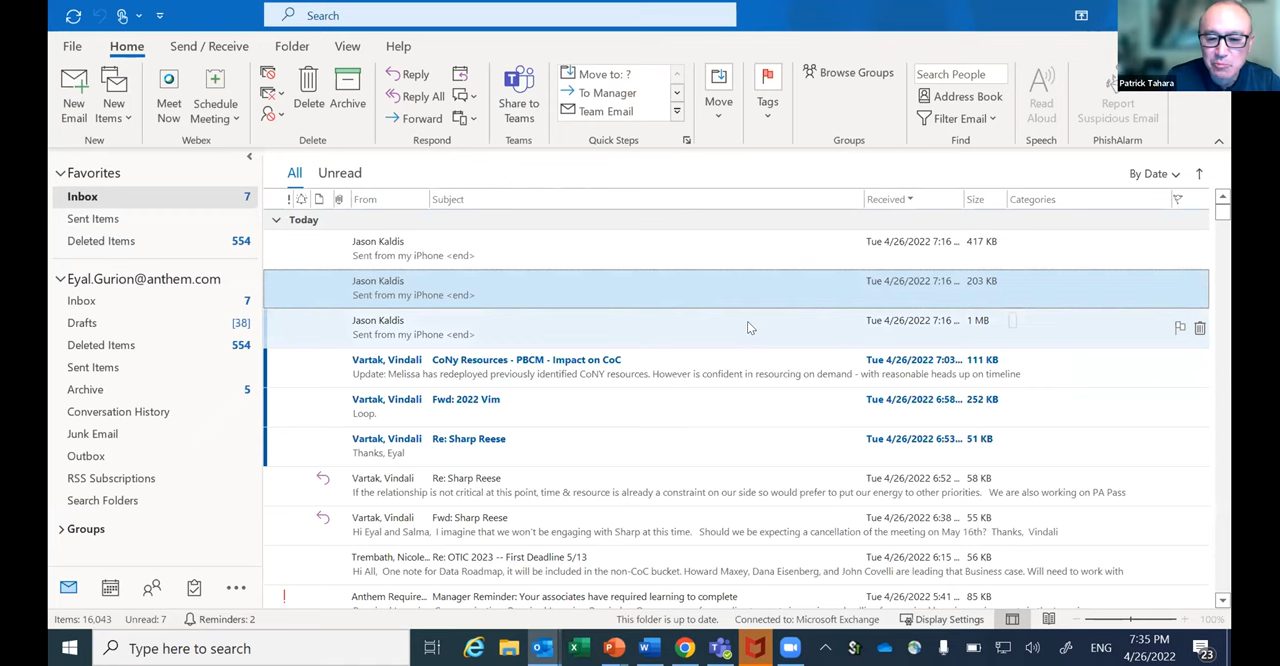 Search
File Home Send / Receive Folder View Help
New Email
New Items
New
Meet Now
Schedule Meeting
Webex
Delete
Archive
Delete
Reply
Reply All
Forward
Respond
Share to Teams
Teams
Move to: ?
To Manager
Team Email
Quick Steps
Move
Tags
Browse Groups
Groups
Search People
Address Book
Filter Email
Find
Read Aloud
Speech
Report Suspicious Email
PhishAlarm
Patrick Tahara
Favorites
Inbox 7
Sent Items
Deleted Items 554
Eyal.Gurion@anthem.com
Inbox 7
Drafts [38]
Deleted Items 554
Sent Items
Archive 5
Conversation History
Junk Email
Outbox
RSS Subscriptions
Search Folders
Groups
All Unread By Date
! From Subject Received Size Categories
Today
Jason Kaldis Tue 4/26/2022 7:16 ... 417 KB
Sent from my iPhone <end>
Jason Kaldis Tue 4/26/2022 7:16 ... 203 KB
Sent from my iPhone <end>
Jason Kaldis Tue 4/26/2022 7:16 ... 1 MB
Sent from my iPhone <end>
Vartak, Vindali CoNy Resources - PBCM - Impact on CoC Tue 4/26/2022 7:03... 111 KB
Update: Melissa has redeployed previously identified CoNY resources. However is confident in resourcing on demand - with reasonable heads up on timeline
Vartak, Vindali Fwd: 2022 Vim Tue 4/26/2022 6:58... 252 KB
Loop.
Vartak, Vindali Re: Sharp Reese Tue 4/26/2022 6:53... 51 KB
Thanks, Eyal
Vartak, Vindali Re: Sharp Reese Tue 4/26/2022 6:52 ... 58 KB
If the relationship is not critical at this point, time & resource is already a constraint on our side so would prefer to put our energy to other priorities. We are also working on PA Pass
Vartak, Vindali Fwd: Sharp Reese Tue 4/26/2022 6:38 ... 55 KB
Hi Eyal and Salma, I imagine that we won't be engaging with Sharp at this time. Should we be expecting a cancellation of the meeting on May 16th? Thanks, Vindali
Trembath, Nicole... Re: OTIC 2023 -- First Deadline 5/13 Tue 4/26/2022 6:15 ... 56 KB
Hi All, One note for Data Roadmap, it will be included in the non-CoC bucket. Howard Maxey, Dana Eisenberg, and John Covelli are leading that Business case. Will need to work with
! Anthem Require... Manager Reminder: Your associates have required learning to complete Tue 4/26/2022 5:41 ... 85 KB
Items: 16,043 Unread: 7 Reminders: 2 This folder is up to date. Connected to: Microsoft Exchange Display Settings 100%
Type here to search
ENG
7:35 PM
4/26/2022
23